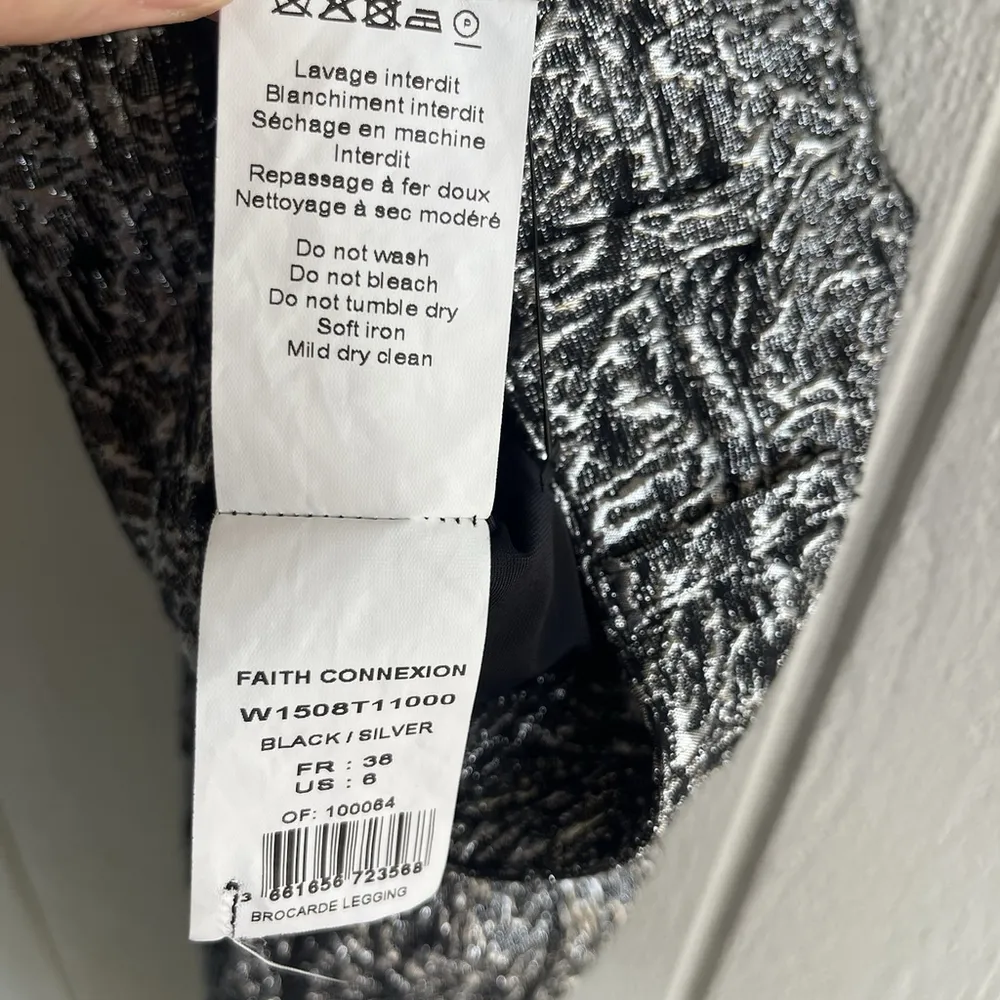 P
Lavage interdit
Blanchiment interdit
Séchage en machine
Interdit
Repassage à fer doux
Nettoyage à sec modéré
Do not wash
Do not bleach
Do not tumble dry
Soft iron
Mild dry clean
FAITH CONNEXION
W1508T11000
BLACK / SILVER
FR : 38
US : 6
OF: 100064
3 661656 723568
BROCARDE LEGGING